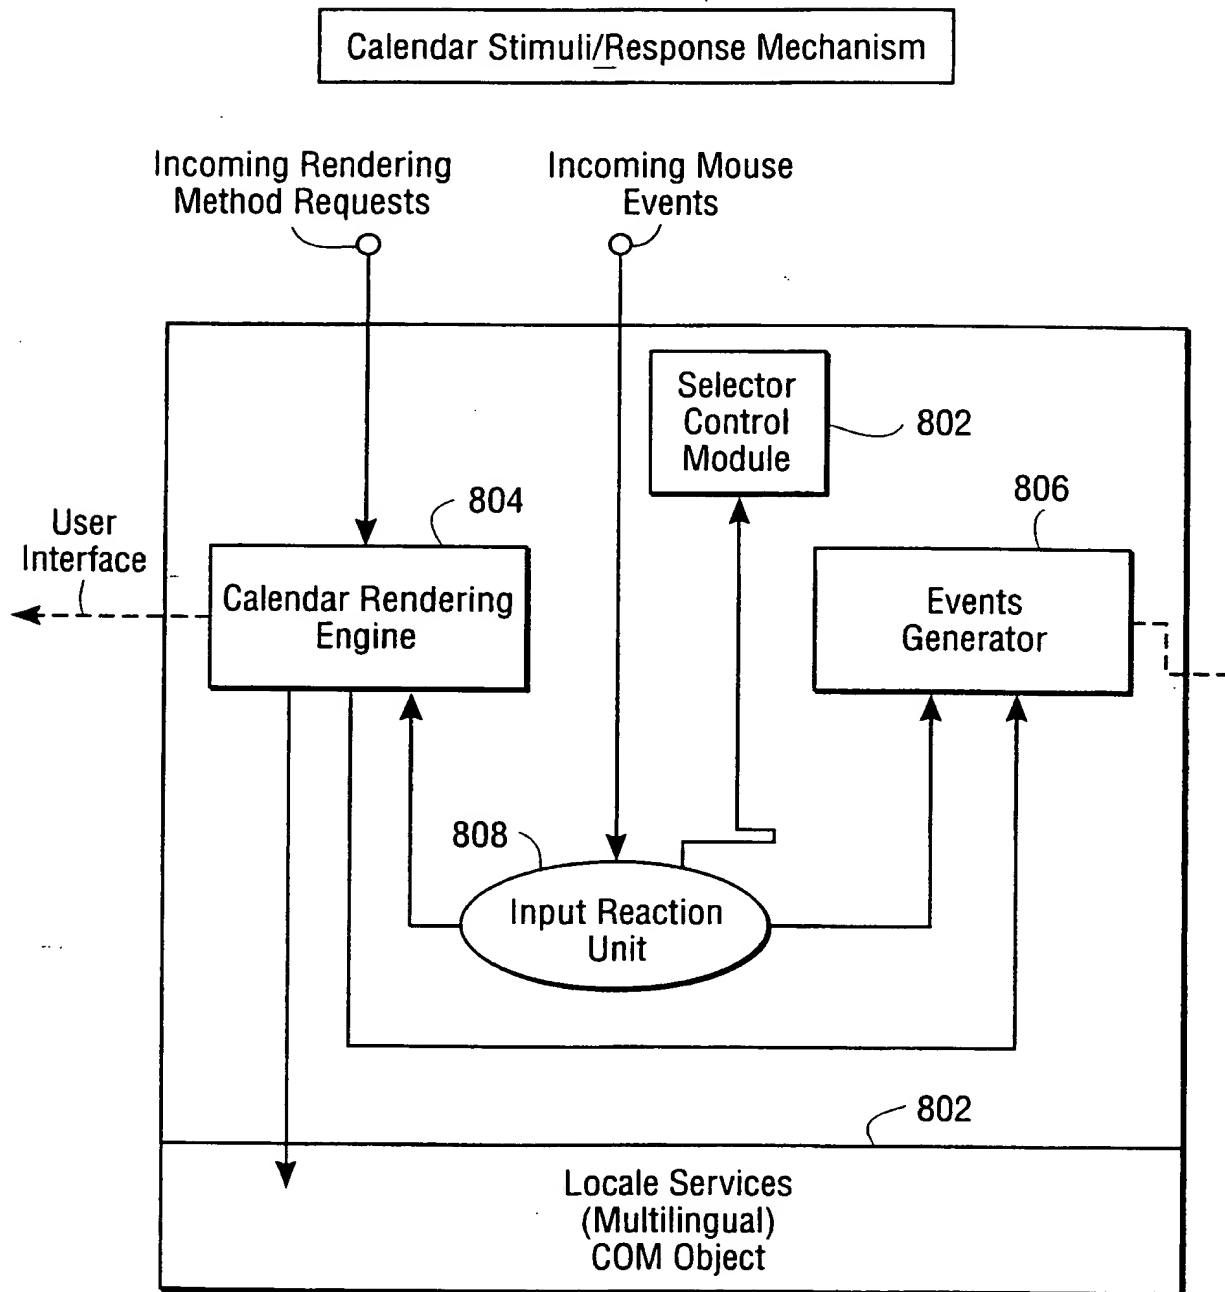 Calendar Stimuli/Response Mechanism
Incoming Rendering
Method Requests
Incoming Mouse
Events
Selector
Control
Module
802
804
806
User
Interface
Calendar Rendering
Engine
Events
Generator
808
Input Reaction
Unit
802
Locale Services
(Multilingual)
COM Object